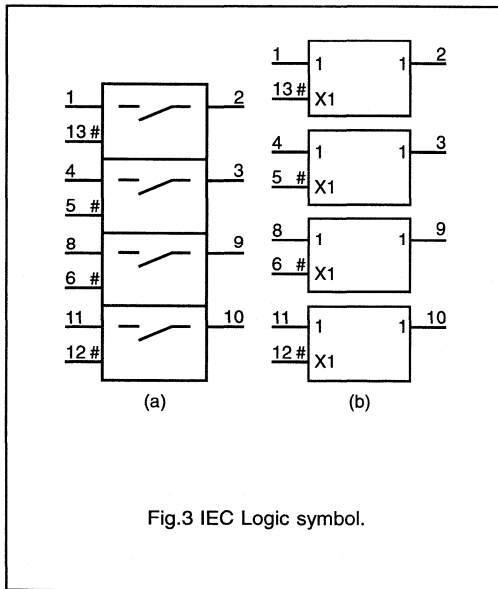 1 2
13 #
4 3
5 #
8 9
6 #
11 10
12 #
(a)
1 1 1 2
13 # X1
4 1 1 3
5 # X1
8 1 1 9
6 # X1
11 1 1 10
12 # X1
(b)
Fig.3 IEC Logic symbol.